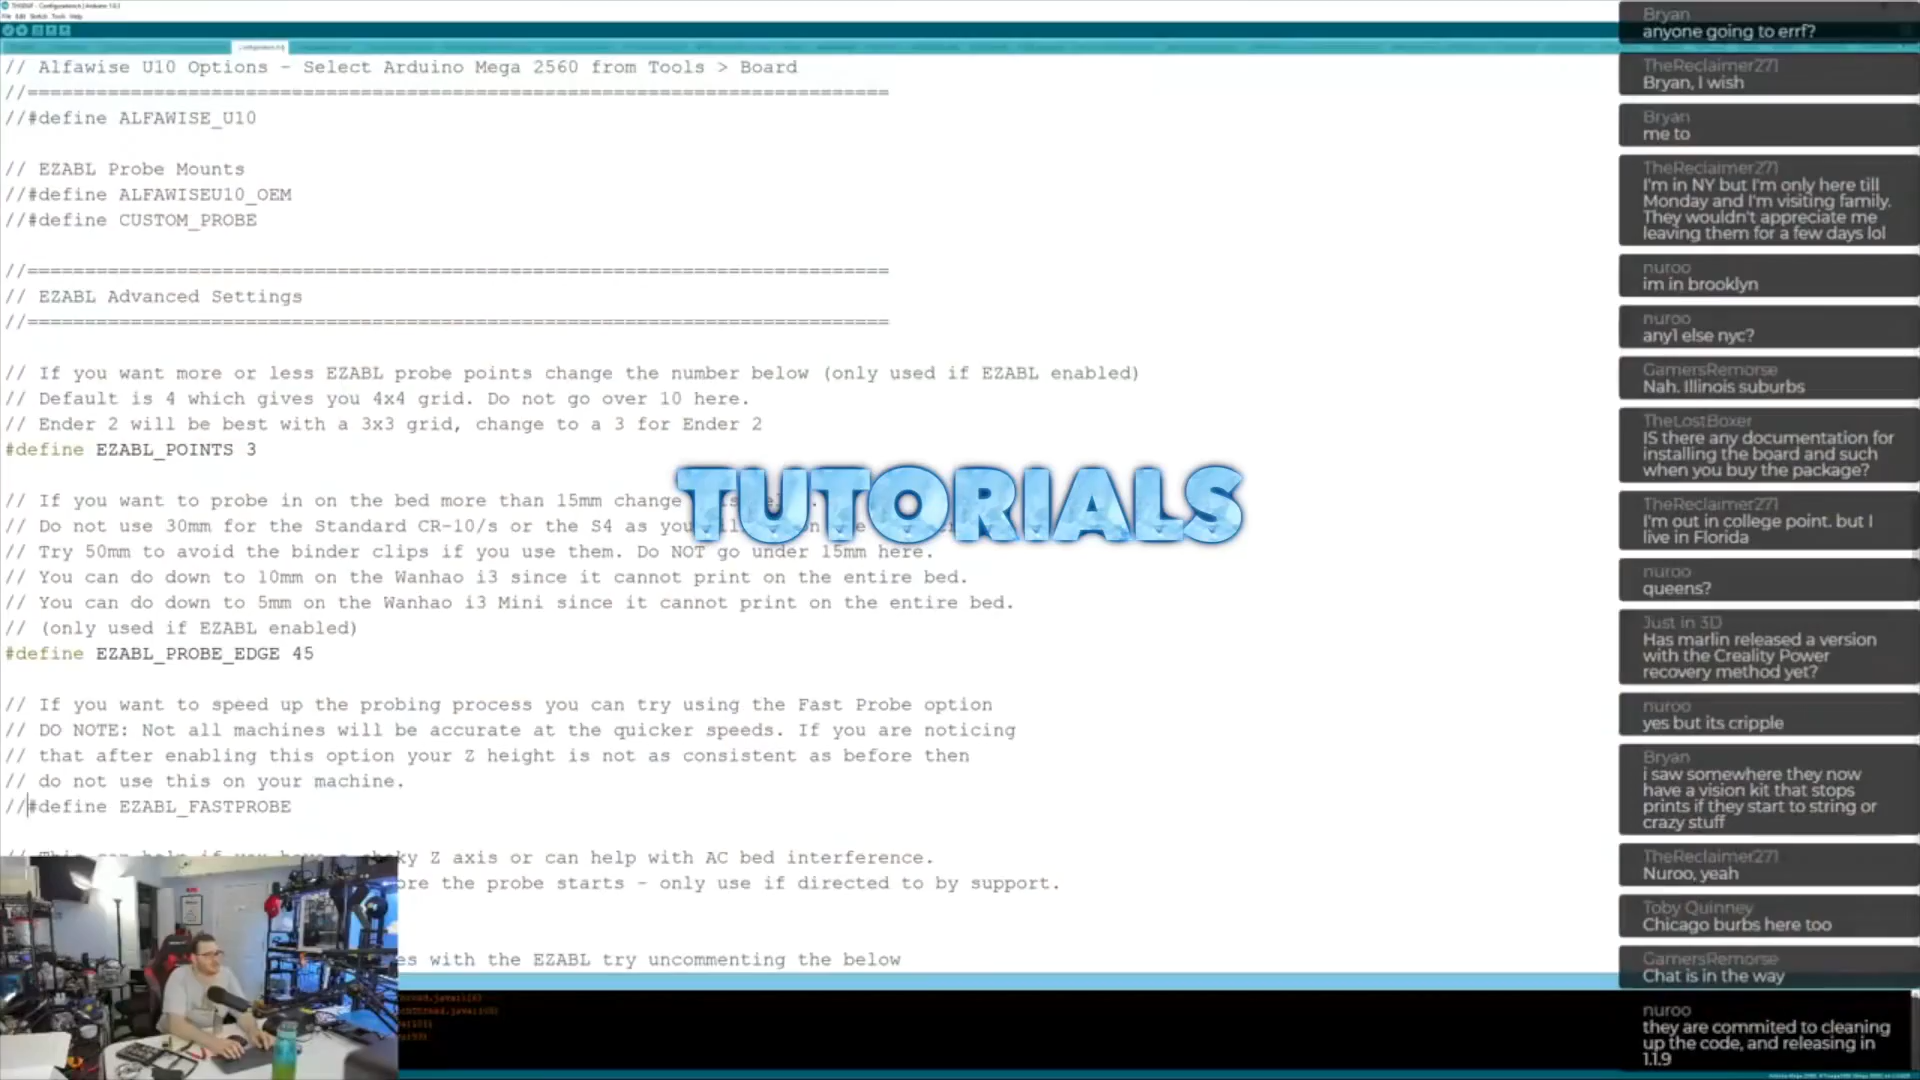 File Edit Sketch Tools Help
// Alfawise U10 Options - Select Arduino Mega 2560 from Tools > Board
//===========================================================================
//#define ALFAWISE_U10
// EZABL Probe Mounts
//#define ALFAWISEU10_OEM
//#define CUSTOM_PROBE
//===========================================================================
// EZABL Advanced Settings
//===========================================================================
// If you want more or less EZABL probe points change the number below (only used if EZABL enabled)
// Default is 4 which gives you 4x4 grid. Do not go over 10 here.
// Ender 2 will be best with a 3x3 grid, change to a 3 for Ender 2
#define EZABL_POINTS 3
// If you want to probe in on the bed more than 15mm change
// Do not use 30mm for the Standard CR-10/s or the S4 as you
TUTORIALS
// Try 50mm to avoid the binder clips if you use them. Do NOT go under 15mm here.
// You can do down to 10mm on the Wanhao i3 since it cannot print on the entire bed.
// You can do down to 5mm on the Wanhao i3 Mini since it cannot print on the entire bed.
// (only used if EZABL enabled)
#define EZABL_PROBE_EDGE 45
// If you want to speed up the probing process you can try using the Fast Probe option
// DO NOTE: Not all machines will be accurate at the quicker speeds. If you are noticing
// that after enabling this option your Z height is not as consistent as before then
// do not use this on your machine.
//#define EZABL_FASTPROBE
Z axis or can help with AC bed interference.
ore the probe starts - only use if directed to by support.
es with the EZABL try uncommenting the below
Bryan
anyone going to errf?
TheReclaimer271
Bryan, I wish
Bryan
me to
TheReclaimer271
I'm in NY but I'm only here till
Monday and I'm visiting family.
They wouldn't appreciate me
leaving them for a few days lol
nuroo
im in brooklyn
nuroo
any1 else nyc?
GamersRemorse
Nah. Illinois suburbs
TheLostBoxer
IS there any documentation for
installing the board and such
when you buy the package?
TheReclaimer271
I'm out in college point. but I
live in Florida
nuroo
queens?
Just in 3D
Has marlin released a version
with the Creality Power
recovery method yet?
nuroo
yes but its cripple
Bryan
i saw somewhere they now
have a vision kit that stops
prints if they start to string or
crazy stuff
TheReclaimer271
Nuroo, yeah
Toby Quinney
Chicago burbs here too
GamersRemorse
Chat is in the way
nuroo
they are commited to cleaning
up the code, and releasing in
1.1.9